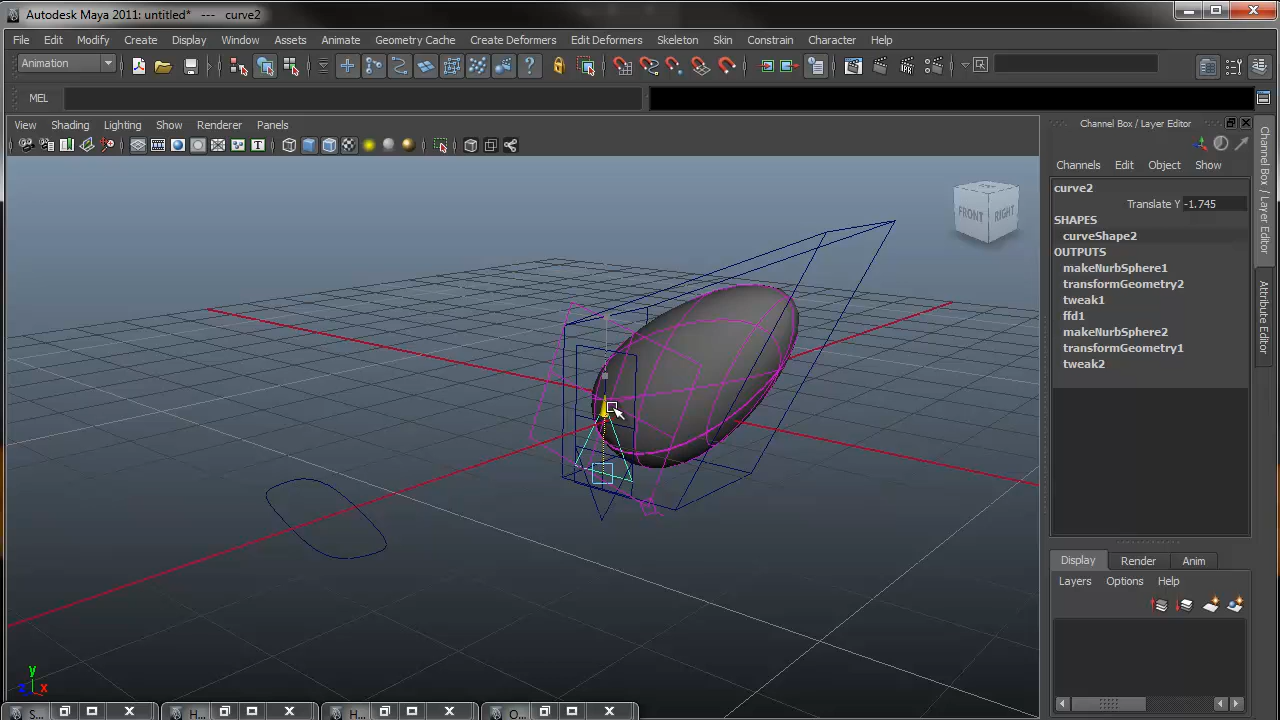 Autodesk Maya 2011: untitled* --- curve2
File Edit Modify Create Display Window Assets Animate Geometry Cache Create Deformers Edit Deformers Skeleton Skin Constrain Character Help
Animation
MEL
View Shading Lighting Show Renderer Panels
Channel Box / Layer Editor
Channels Edit Object Show
curve2
Translate Y -1.745
SHAPES
curveShape2
OUTPUTS
makeNurbSphere1
transformGeometry2
tweak1
ffd1
makeNurbSphere2
transformGeometry1
tweak2
Display Render Anim
Layers Options Help
Channel Box / Layer Editor
Attribute Editor
FRONT RIGHT
y
z x
S... H... H... O...